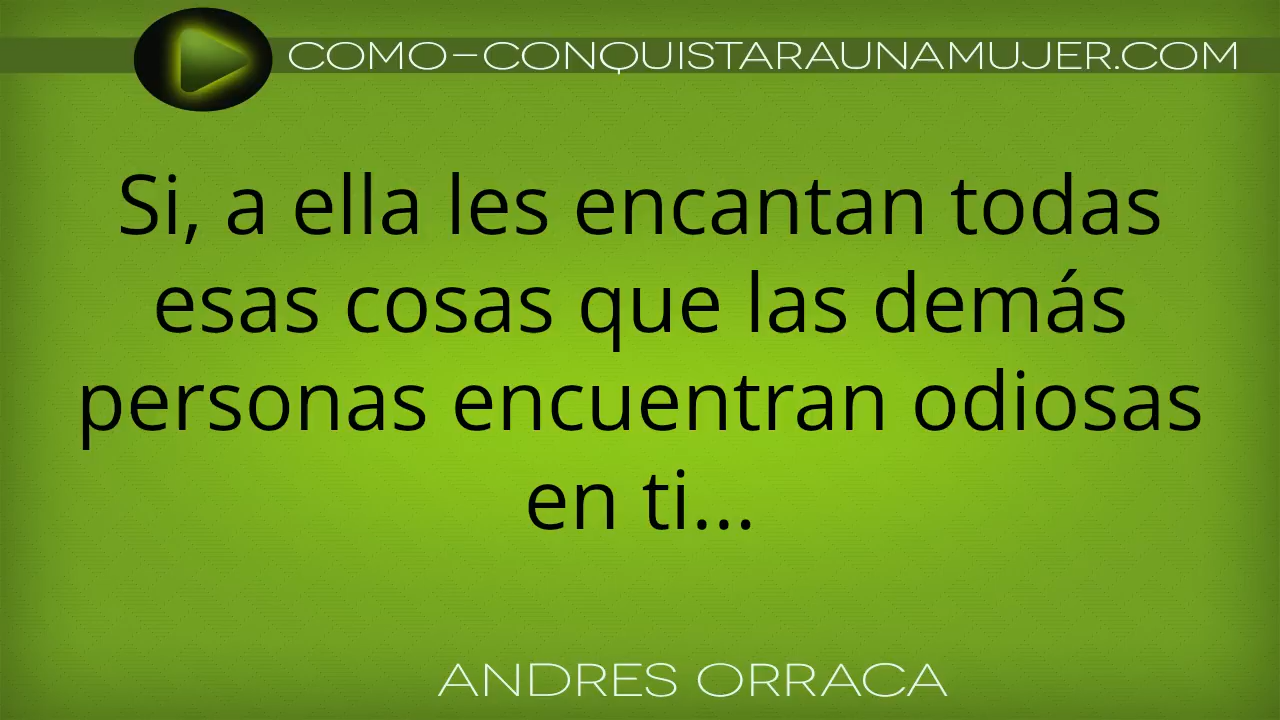 COMO-CONQUISTARAUNAMUJER.COM
Si, a ella les encantan todas
esas cosas que las demás
personas encuentran odiosas
en ti...
ANDRES ORRACA